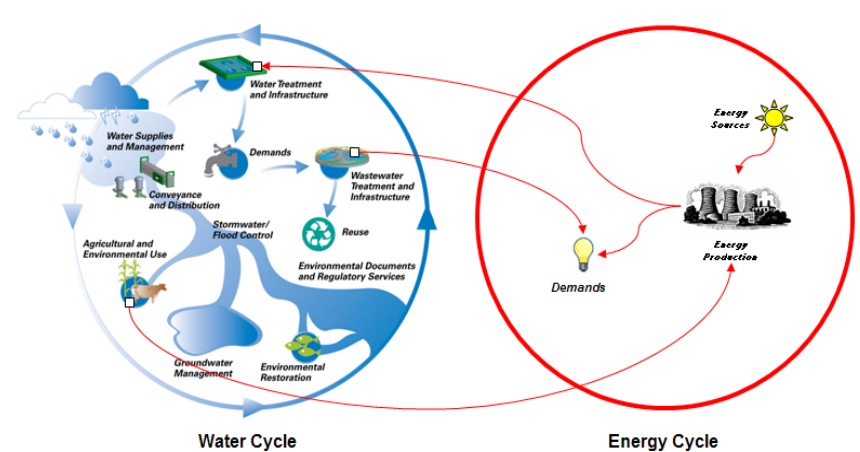 Water Treatment
and Infrastructure
Water Supplies
and Management
Demands
Wastewater
Treatment and
Infrastructure
Conveyance
and Distribution
Stormwater/
Flood Control
Reuse
Agricultural and
Environmental Use
Environmental Documents
and Regulatory Services
Groundwater
Management
Environmental
Restoration
Water Cycle
Energy
Sources
Energy
Production
Demands
Energy Cycle